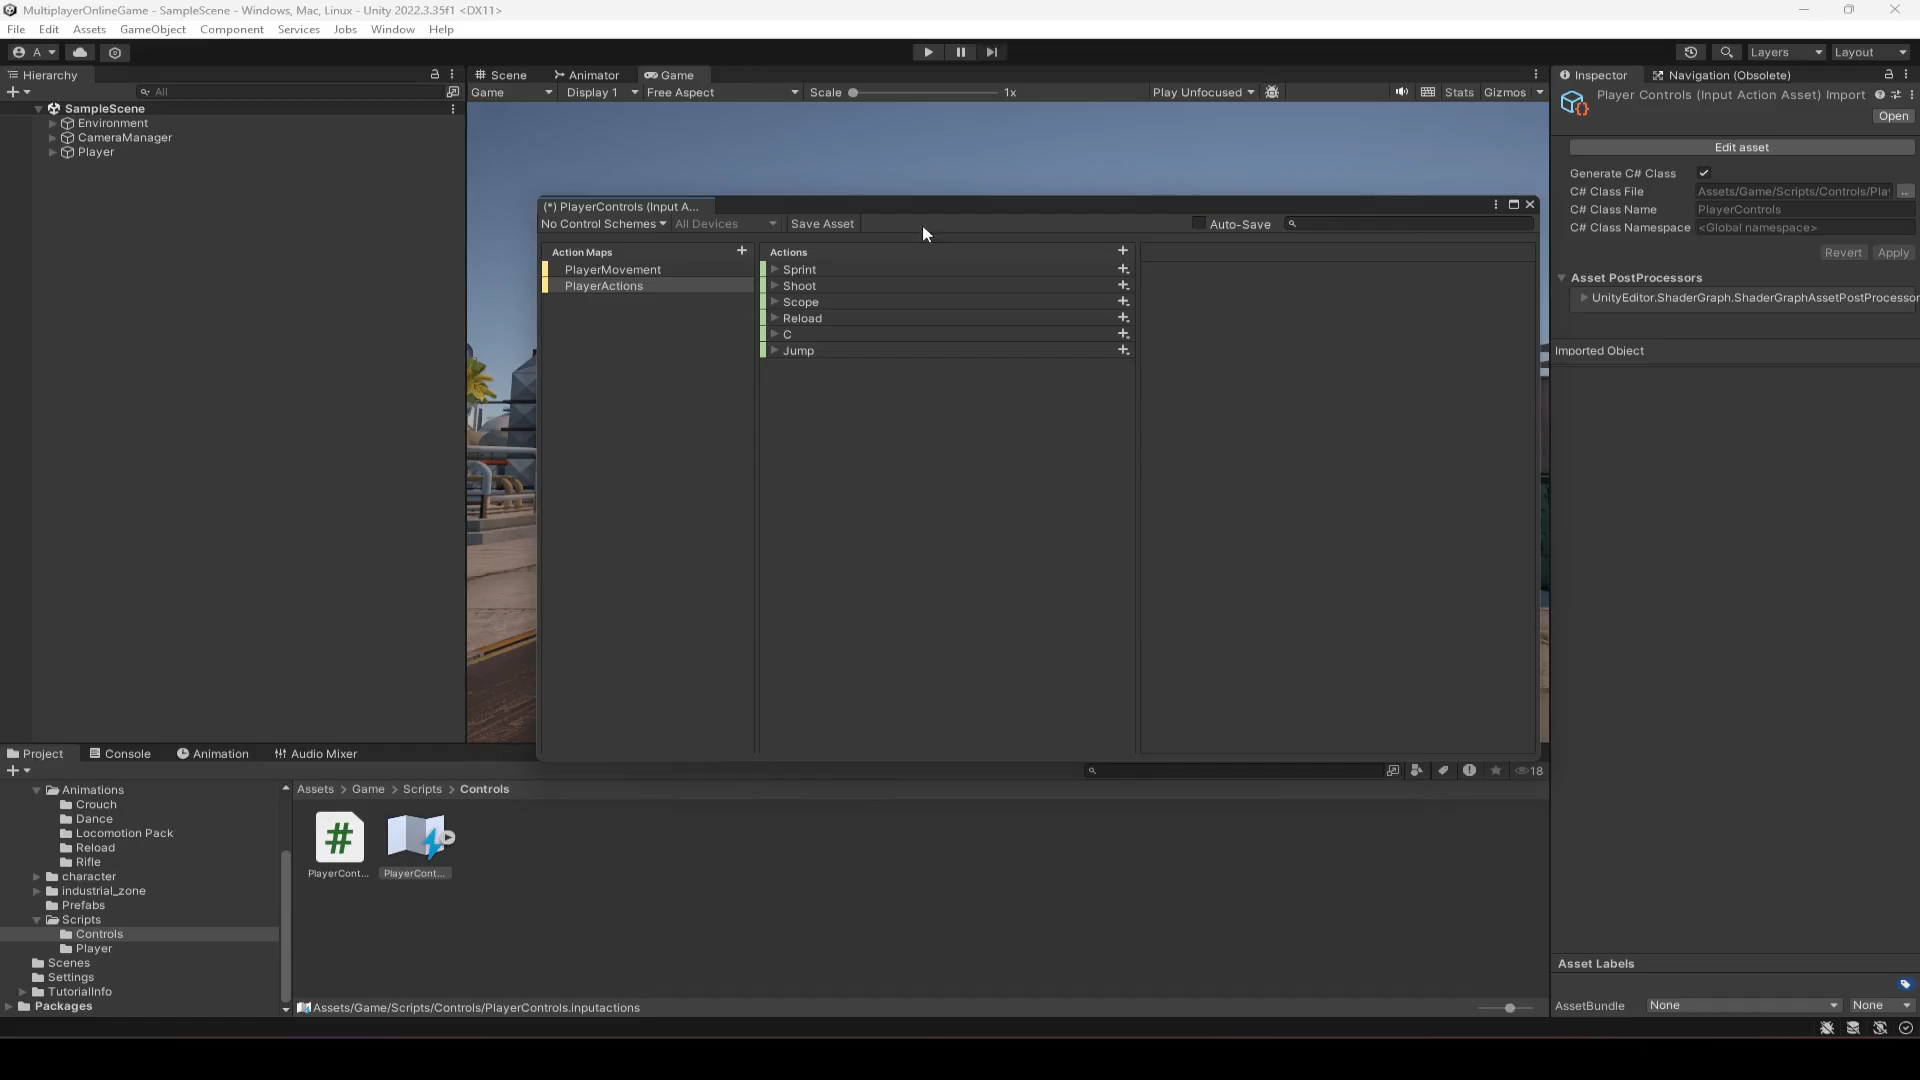 MultiplayerOnlineGame - SampleScene - Windows, Mac, Linux - Unity 2022.3.35f1 <DX11>
File Edit Assets GameObject Component Services Jobs Window Help
A Layers Layout
Hierarchy
All
SampleScene
Environment
CameraManager
Player
Scene Animator Game
Game Display 1 Free Aspect Scale 1x Play Unfocused Stats Gizmos
(*) PlayerControls (Input A...
No Control Schemes All Devices Save Asset Auto-Save
Action Maps
PlayerMovement
PlayerActions
Actions
Sprint
Shoot
Scope
Reload
C
Jump
Inspector Navigation (Obsolete)
Player Controls (Input Action Asset) Import
Open
Edit asset
Generate C# Class
C# Class File Assets/Game/Scripts/Controls/Pla ...
C# Class Name PlayerControls
C# Class Namespace <Global namespace>
Revert Apply
Asset PostProcessors
UnityEditor.ShaderGraph.ShaderGraphAssetPostProcessor
Imported Object
Project Console Animation Audio Mixer
18
Animations
Crouch
Dance
Locomotion Pack
Reload
Rifle
character
industrial_zone
Prefabs
Scripts
Controls
Player
Scenes
Settings
TutorialInfo
Packages
Assets > Game > Scripts > Controls
#
PlayerCont... PlayerCont...
Assets/Game/Scripts/Controls/PlayerControls.inputactions
Asset Labels
AssetBundle None None